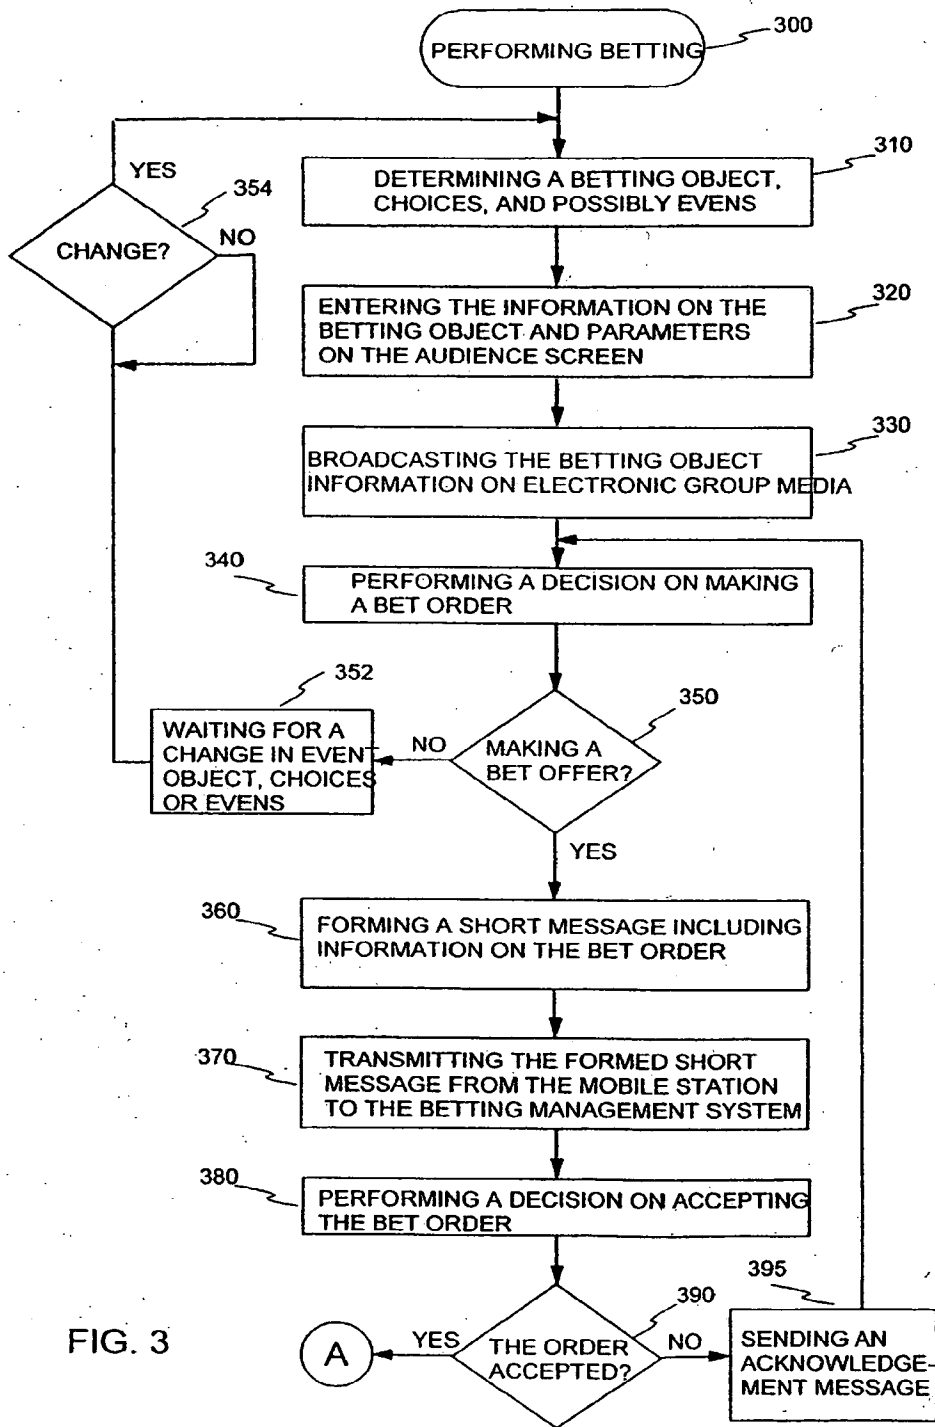 300
PERFORMING BETTING
310
YES
354
DETERMINING A BETTING OBJECT,
CHOICES, AND POSSIBLY EVENS
CHANGE?
NO
320
ENTERING THE INFORMATION ON THE
BETTING OBJECT AND PARAMETERS
ON THE AUDIENCE SCREEN
330
BROADCASTING THE BETTING OBJECT
INFORMATION ON ELECTRONIC GROUP MEDIA
340
PERFORMING A DECISION ON MAKING
A BET ORDER
352
350
WAITING FOR A
CHANGE IN EVENT
OBJECT, CHOICES
OR EVENS
NO
MAKING A
BET OFFER?
YES
360
FORMING A SHORT MESSAGE INCLUDING
INFORMATION ON THE BET ORDER
370
TRANSMITTING THE FORMED SHORT
MESSAGE FROM THE MOBILE STATION
TO THE BETTING MANAGEMENT SYSTEM
380
PERFORMING A DECISION ON ACCEPTING
THE BET ORDER
395
390
FIG. 3
A
YES
THE ORDER
ACCEPTED?
NO
SENDING AN
ACKNOWLEDGE-
MENT MESSAGE